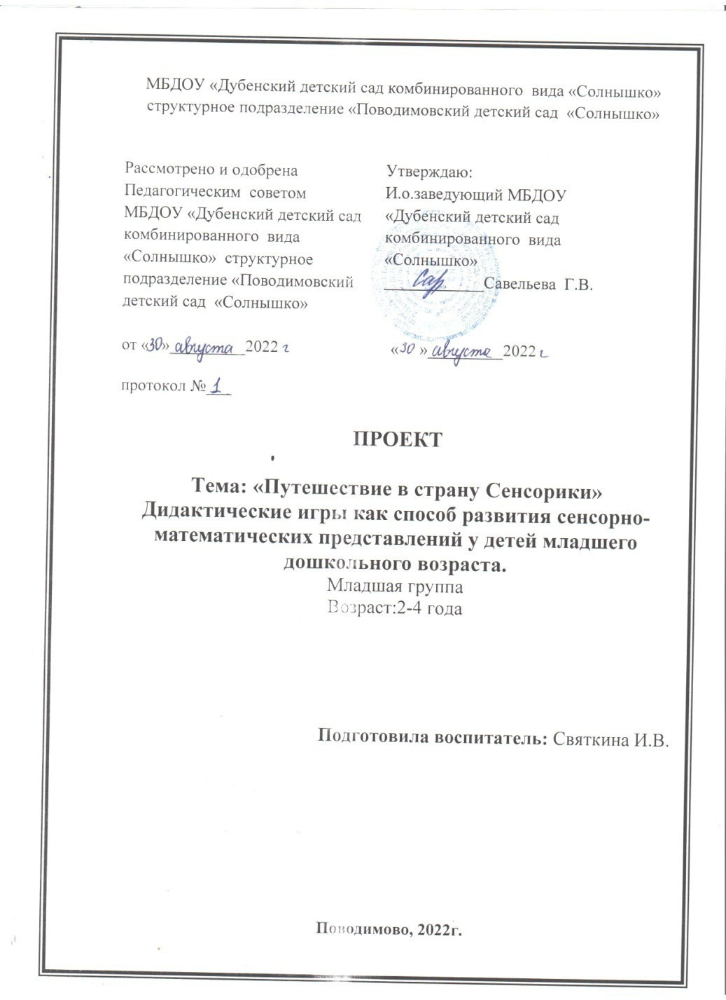 МБДОУ «Дубенский детский сад комбинированного вида «Солнышко»
структурное подразделение «Поводимовский детский сад «Солнышко»
Рассмотрено и одобрена
Педагогическим советом
МБДОУ «Дубенский детский сад
комбинированного вида
«Солнышко» структурное
подразделение «Поводимовский
детский сад «Солнышко»
от «30» августа 2022 г
протокол № 1
Утверждаю:
И.о.заведующий МБДОУ
«Дубенский детский сад
комбинированного вида
«Солнышко»
Савельева Г.В.
«30 » августа 2022 г
ПРОЕКТ
Тема: «Путешествие в страну Сенсорики»
Дидактические игры как способ развития сенсорно-
математических представлений у детей младшего
дошкольного возраста.
Младшая группа
Возраст:2-4 года
Подготовила воспитатель: Святкина И.В.
Поводимово, 2022г.